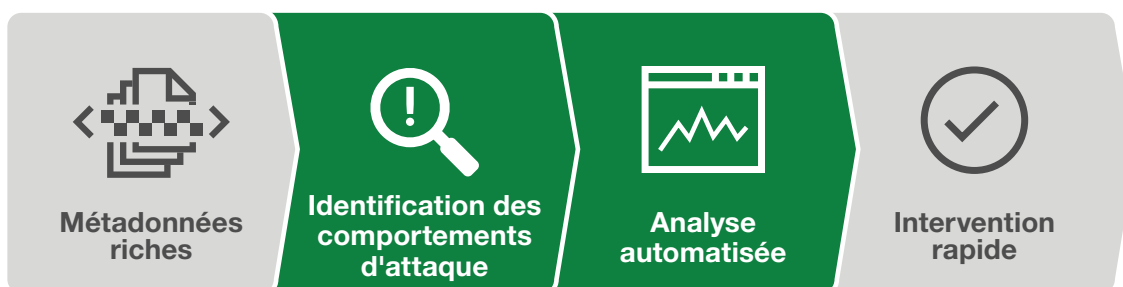 Métadonnées
riches
Identification des
comportements
d'attaque
Analyse
automatisée
Intervention
rapide